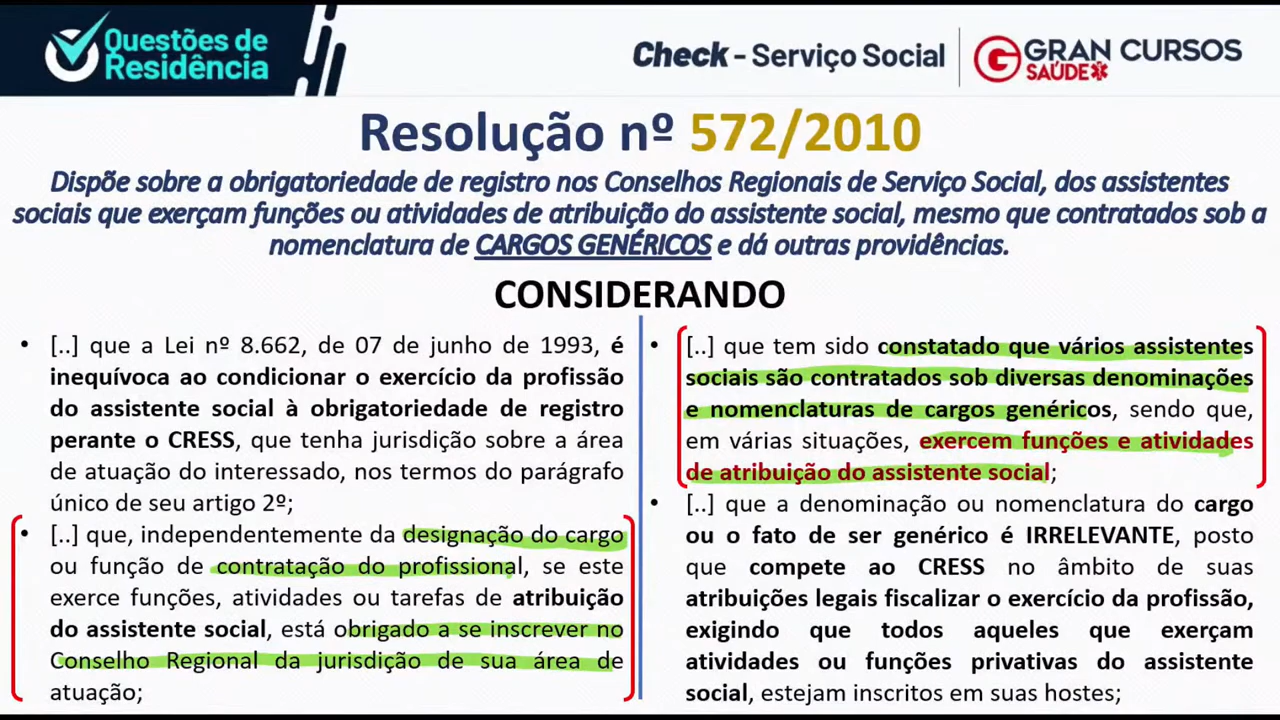 Questões de
Residência
Check - Serviço Social
GRAN CURSOS
SAÚDE
Resolução nº 572/2010
Dispõe sobre a obrigatoriedade de registro nos Conselhos Regionais de Serviço Social, dos assistentes
sociais que exerçam funções ou atividades de atribuição do assistente social, mesmo que contratados sob a
nomenclatura de CARGOS GENÉRICOS e dá outras providências.
CONSIDERANDO
• [..] que a Lei nº 8.662, de 07 de junho de 1993, é
inequívoca ao condicionar o exercício da profissão
do assistente social à obrigatoriedade de registro
perante o CRESS, que tenha jurisdição sobre a área
de atuação do interessado, nos termos do parágrafo
único de seu artigo 2º;
• [..] que, independentemente da designação do cargo
ou função de contratação do profissional, se este
exerce funções, atividades ou tarefas de atribuição
do assistente social, está obrigado a se inscrever no
Conselho Regional da jurisdição de sua área de
atuação;
• [..] que tem sido constatado que vários assistentes
sociais são contratados sob diversas denominações
e nomenclaturas de cargos genéricos, sendo que,
em várias situações, exercem funções e atividades
de atribuição do assistente social;
• [..] que a denominação ou nomenclatura do cargo
ou o fato de ser genérico é IRRELEVANTE, posto
que compete ao CRESS no âmbito de suas
atribuições legais fiscalizar o exercício da profissão,
exigindo que todos aqueles que exerçam
atividades ou funções privativas do assistente
social, estejam inscritos em suas hostes;